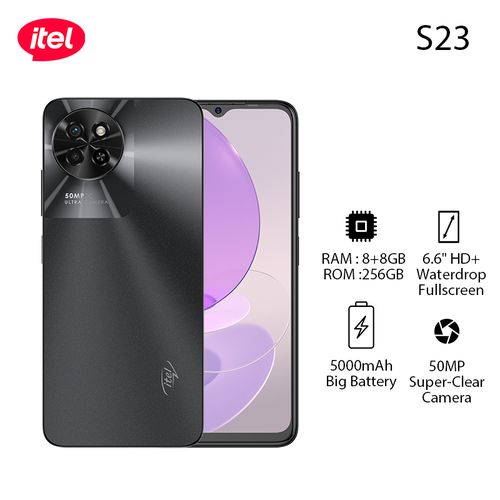 itel
S23
50MP
ULTRA CAMERA
itel
RAM : 8+8GB
ROM :256GB
6.6" HD+
Waterdrop
Fullscreen
5000mAh
Big Battery
50MP
Super-Clear
Camera